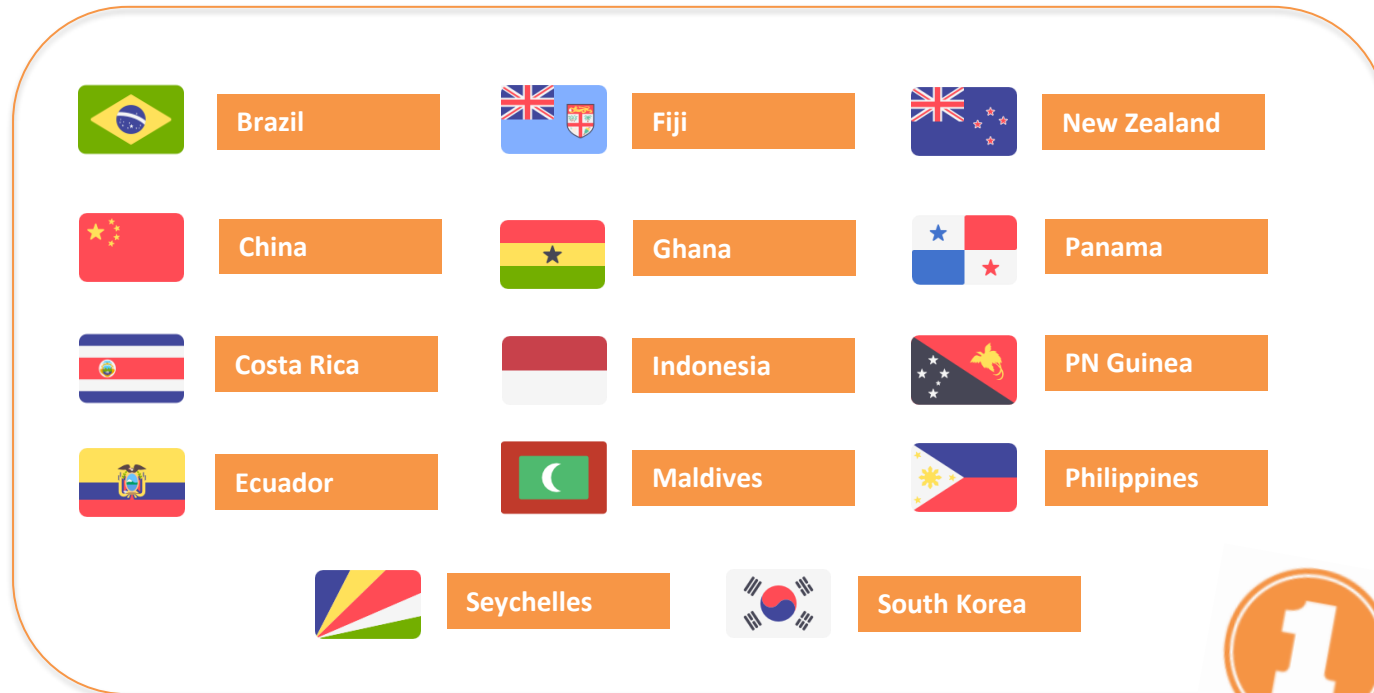 Brazil
Fiji
New Zealand
China
Ghana
Panama
Costa Rica
Indonesia
PN Guinea
Ecuador
Maldives
Philippines
Seychelles
South Korea
1